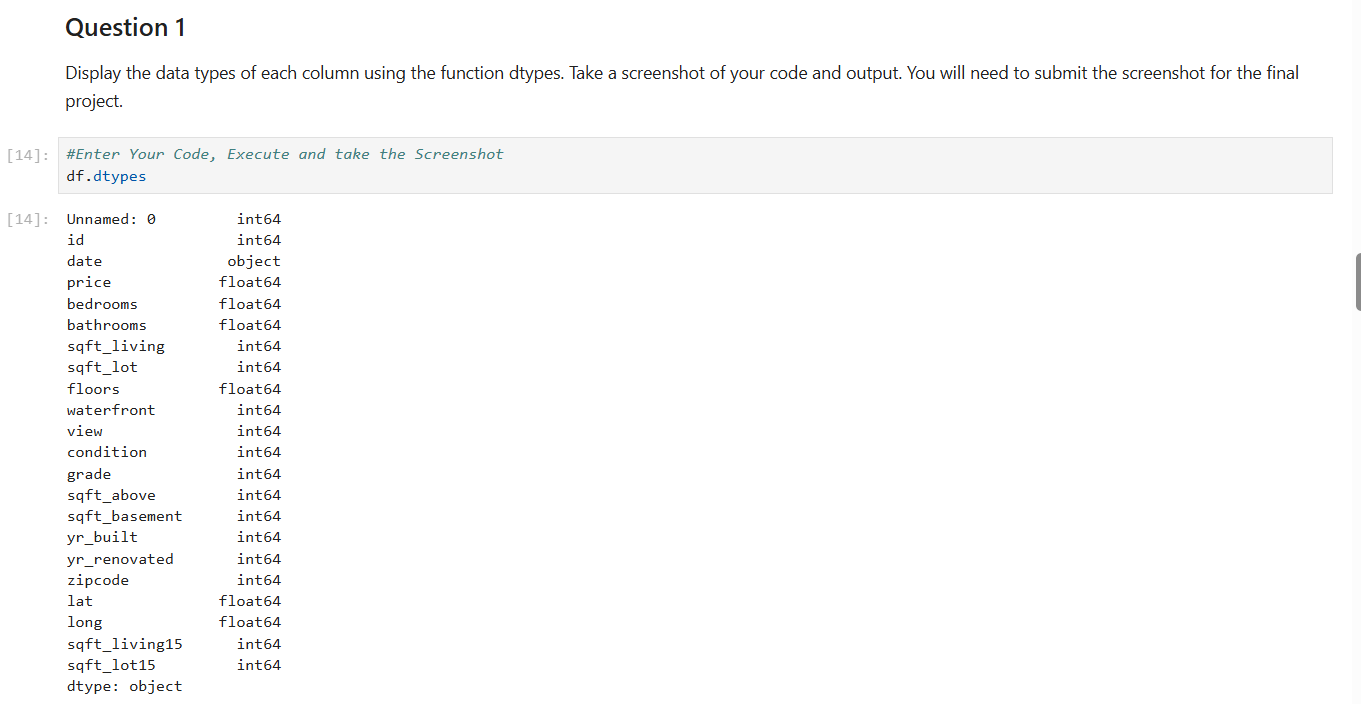 Question 1
Display the data types of each column using the function dtypes. Take a screenshot of your code and output. You will need to submit the screenshot for the final
project.
[14]: #Enter Your Code, Execute and take the Screenshot
df.dtypes
[14]: Unnamed: 0 int64
id int64
date object
price float64
bedrooms float64
bathrooms float64
sqft_living int64
sqft_lot int64
floors float64
waterfront int64
view int64
condition int64
grade int64
sqft_above int64
sqft_basement int64
yr_built int64
yr_renovated int64
zipcode int64
lat float64
long float64
sqft_living15 int64
sqft_lot15 int64
dtype: object